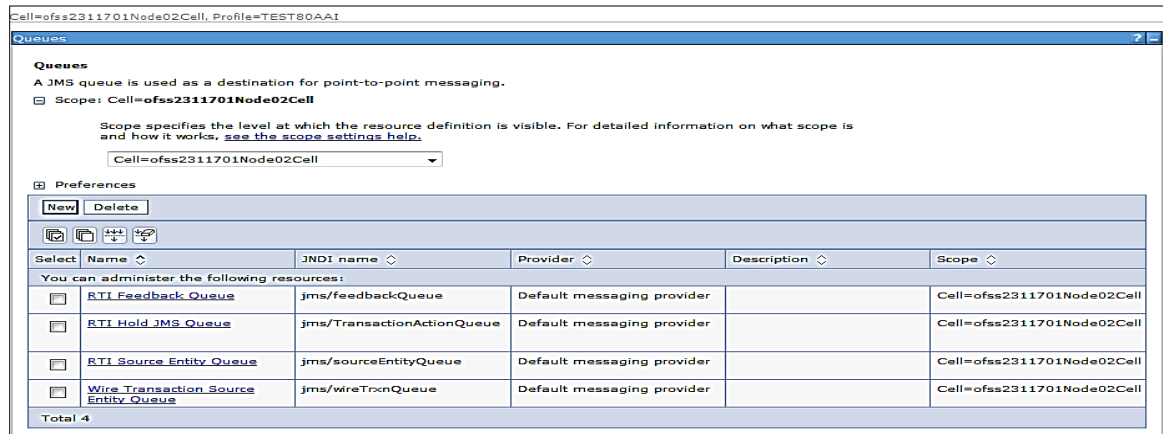 Cell=ofss2311701Node02Cell, Profile=TEST80AAI
Queues ? -
Queues
A JMS queue is used as a destination for point-to-point messaging.
Scope: Cell=ofss2311701Node02Cell
Scope specifies the level at which the resource definition is visible. For detailed information on what scope is
and how it works, see the scope settings help.
Cell=ofss2311701Node02Cell
Preferences
New Delete
Select Name JNDI name Provider Description Scope
You can administer the following resources:
RTI Feedback Queue jms/feedbackQueue Default messaging provider Cell=ofss2311701Node02Cell
RTI Hold JMS Queue jms/TransactionActionQueue Default messaging provider Cell=ofss2311701Node02Cell
RTI Source Entity Queue jms/sourceEntityQueue Default messaging provider Cell=ofss2311701Node02Cell
Wire Transaction Source jms/wireTrxnQueue Default messaging provider Cell=ofss2311701Node02Cell
Entity Queue
Total 4